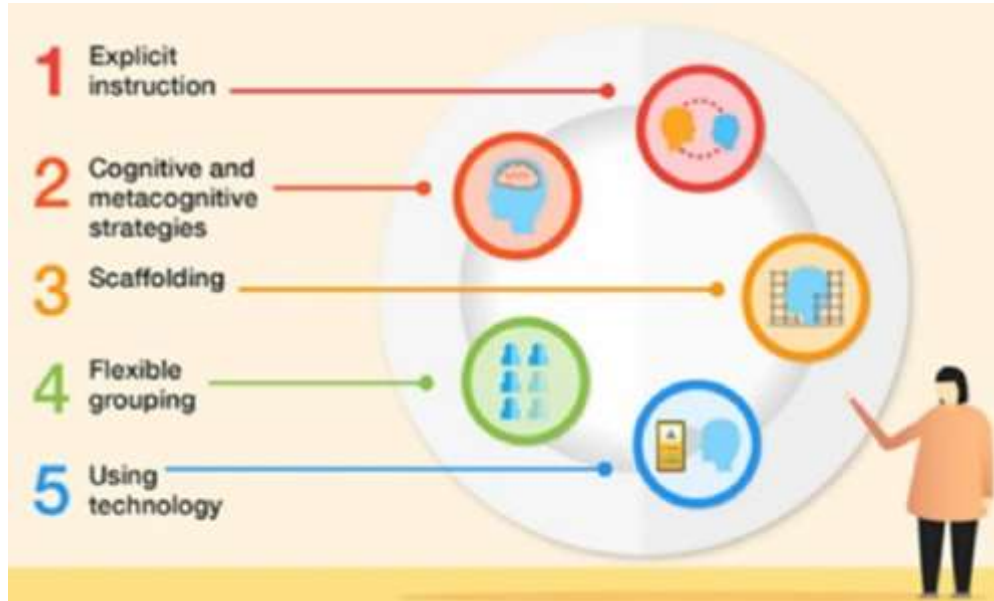 1 Explicit
instruction
2 Cognitive and
metacognitive
strategies
3 Scaffolding
4 Flexible
grouping
5 Using
technology